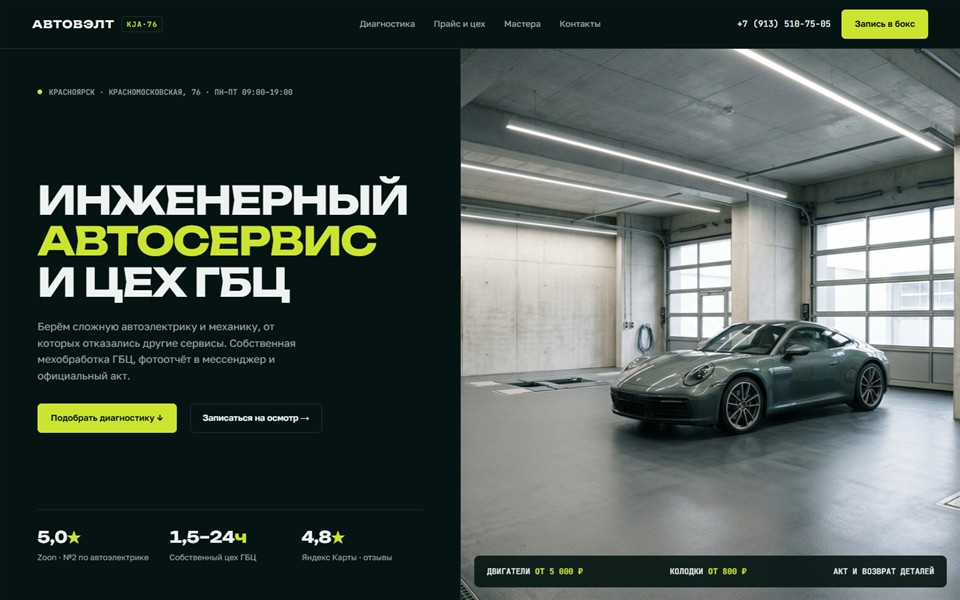 АВТОВЭЛТ KJA·76
Диагностика Прайс и цех Мастера Контакты
+7 (913) 510-75-05 Запись в бокс
КРАСНОЯРСК · КРАСНОМОСКОВСКАЯ, 76 · ПН–ПТ 09:00–19:00
ИНЖЕНЕРНЫЙ
АВТОСЕРВИС
И ЦЕХ ГБЦ
Берём сложную автоэлектрику и механику, от
которых отказались другие сервисы. Собственная
мехобработка ГБЦ, фотоотчёт в мессенджер и
официальный акт.
Подобрать диагностику ↓ Записаться на осмотр →
5,0★ 1,5–24ч 4,8★
Zoon · №2 по автоэлектрике Собственный цех ГБЦ Яндекс Карты · отзывы
ДВИГАТЕЛИ ОТ 5 000 ₽ КОЛОДКИ ОТ 800 ₽ АКТ И ВОЗВРАТ ДЕТАЛЕЙ